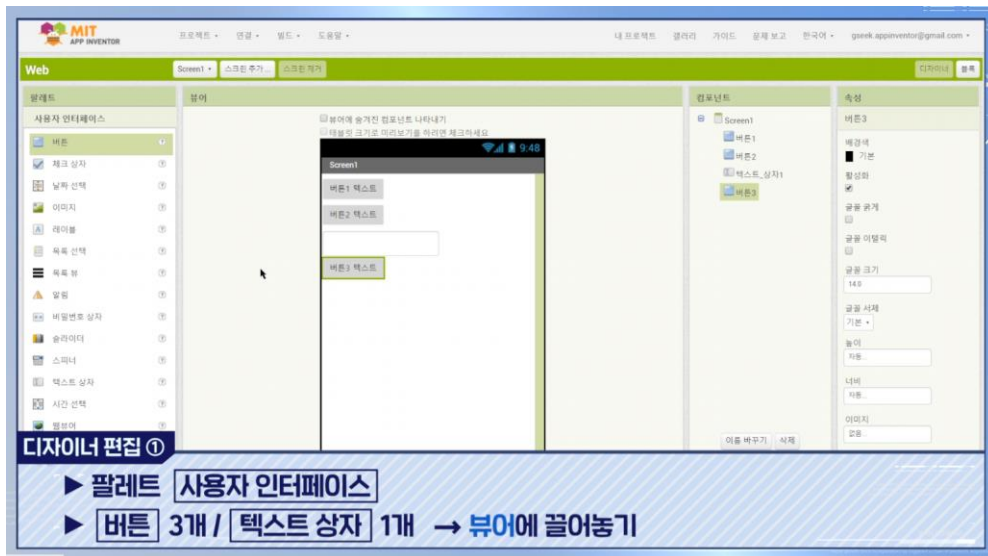 MIT
APP INVENTOR
프로젝트 연결 빌드 도움말 내 프로젝트 갤러리 가이드 문제 보고 한국어 gseek.appinventor@gmail.com
Web Screen1 스크린 추가... 스크린 제거 디자이너 블록
팔레트
사용자 인터페이스
버튼
체크 상자
날짜 선택
이미지
레이블
목록 선택
목록 뷰
알림
비밀번호 상자
슬라이더
스피너
텍스트 상자
시간 선택
웹뷰어
뷰어
뷰어에 숨겨진 컴포넌트 나타내기
태블릿 크기로 미리보기를 하려면 체크하세요
9:48
Screen1
버튼1 텍스트
버튼2 텍스트
버튼3 텍스트
컴포넌트
Screen1
버튼1
버튼2
텍스트_상자1
버튼3
이름 바꾸기 삭제
속성
버튼3
배경색
기본
활성화
글꼴 굵게
글꼴 이탤릭
글꼴 크기
14.0
글꼴 서체
기본
높이
자동...
너비
자동...
이미지
없음...
디자이너 편집 ①
▶ 팔레트 사용자 인터페이스
▶ 버튼 3개 / 텍스트 상자 1개 → 뷰어에 끌어놓기